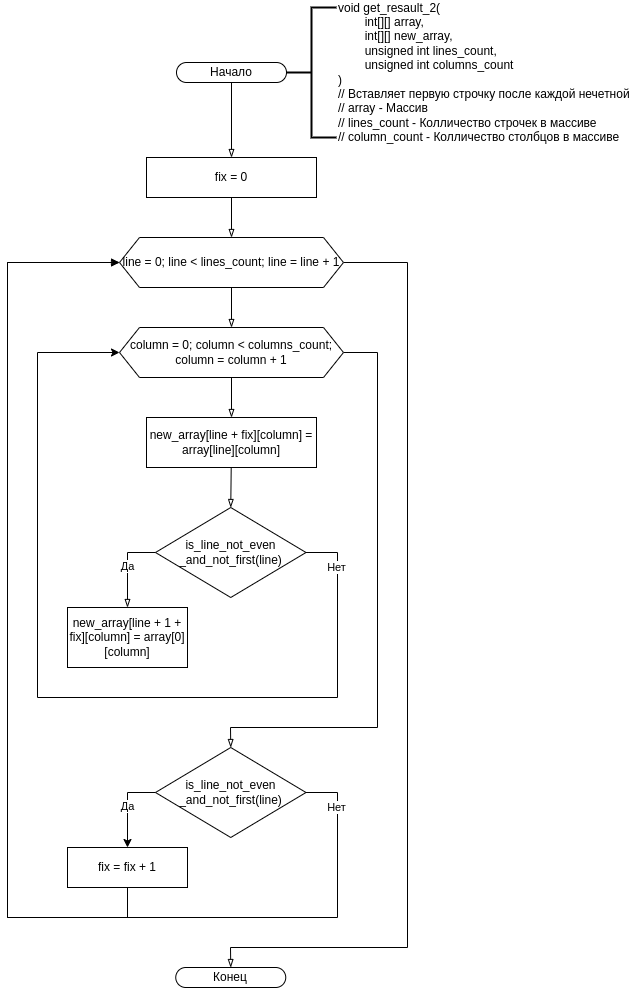 void get_resault_2(
int[][] array,
int[][] new_array,
unsigned int lines_count,
unsigned int columns_count
)
// Вставляет первую строчку после каждой нечетной
// array - Массив
// lines_count - Колличество строчек в массиве
// column_count - Колличество столбцов в массиве
Начало
fix = 0
line = 0; line < lines_count; line = line + 1
column = 0; column < columns_count;
column = column + 1
new_array[line + fix][column] =
array[line][column]
is_line_not_even
_and_not_first(line)
Да
Нет
new_array[line + 1 +
fix][column] = array[0]
[column]
is_line_not_even
_and_not_first(line)
Да
Нет
fix = fix + 1
Конец